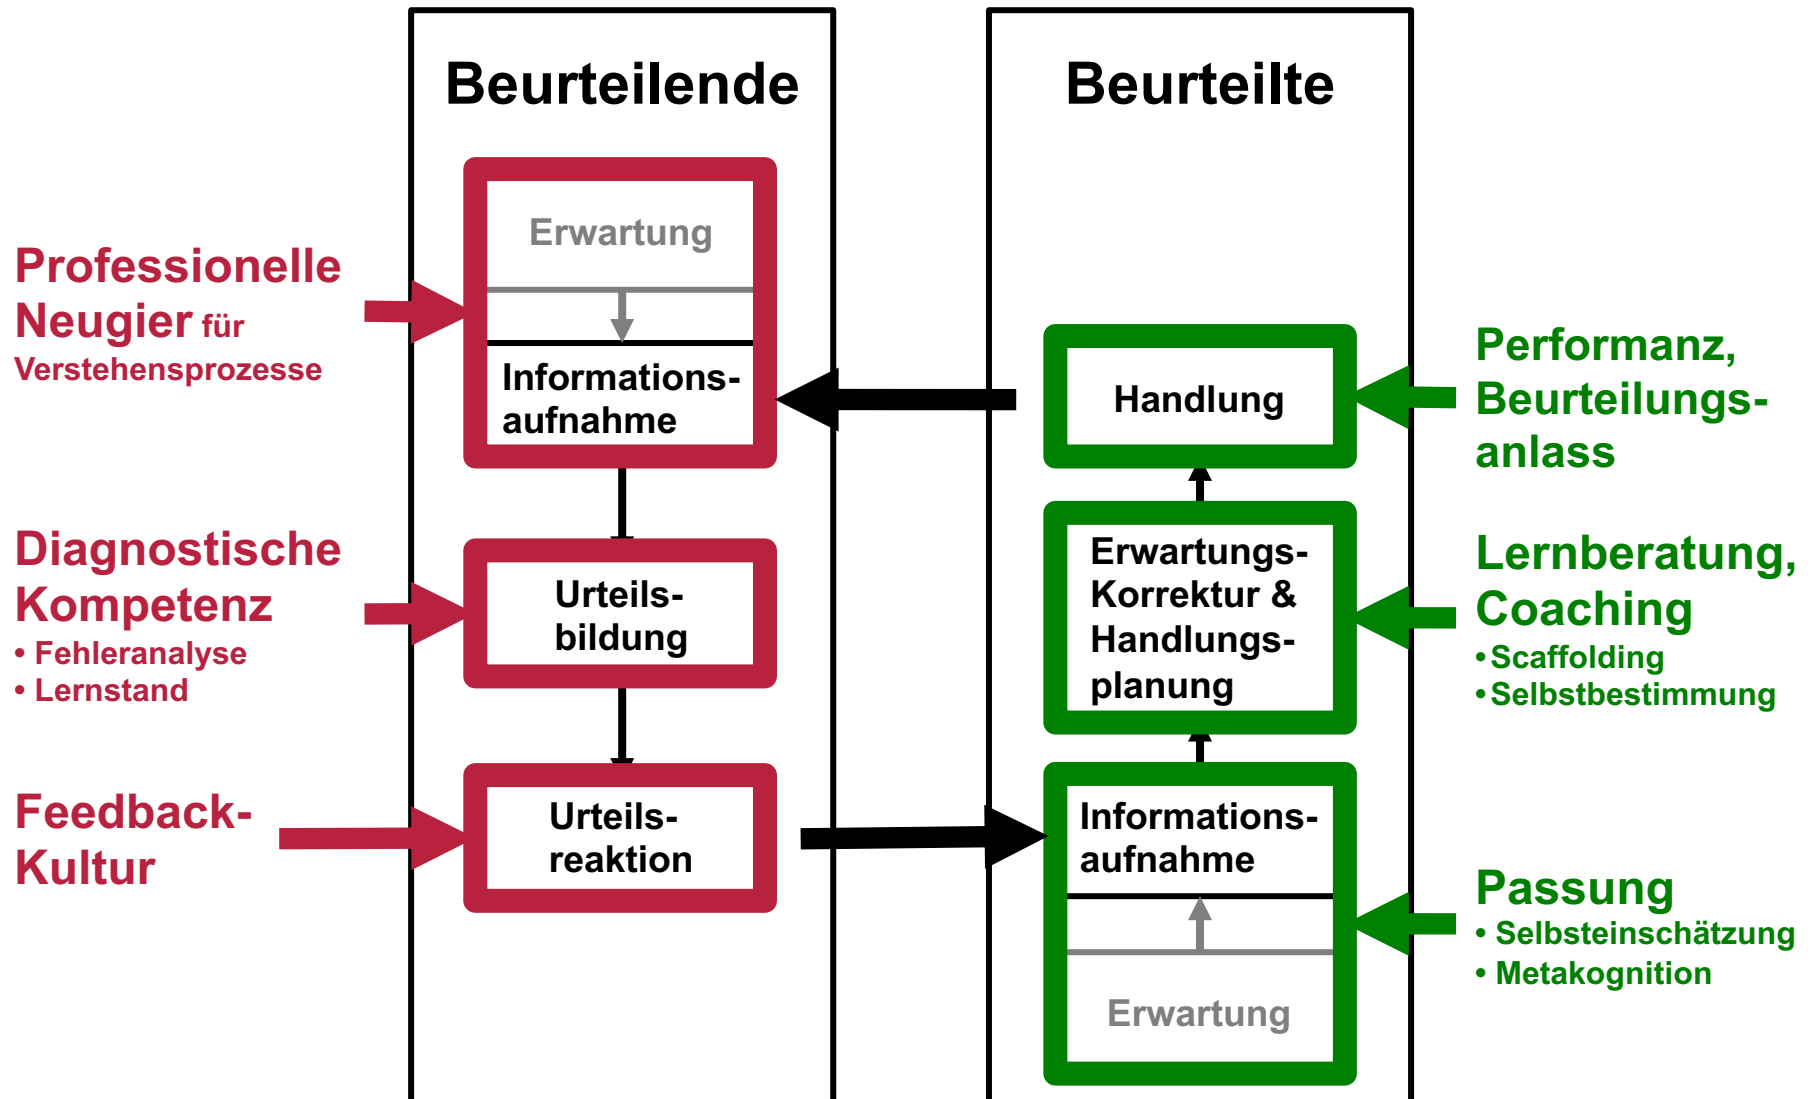 Beurteilende
Erwartung
Informations-
aufnahme
Urteils-
bildung
Urteils-
reaktion
Beurteilte
Handlung
Erwartungs-
Korrektur &
Handlungs-
planung
Informations-
aufnahme
Erwartung
Professionelle
Neugier für
Verstehensprozesse
Diagnostische
Kompetenz
• Fehleranalyse
• Lernstand
Feedback-
Kultur
Performanz,
Beurteilungs-
anlass
Lernberatung,
Coaching
• Scaffolding
• Selbstbestimmung
Passung
• Selbsteinschätzung
• Metakognition